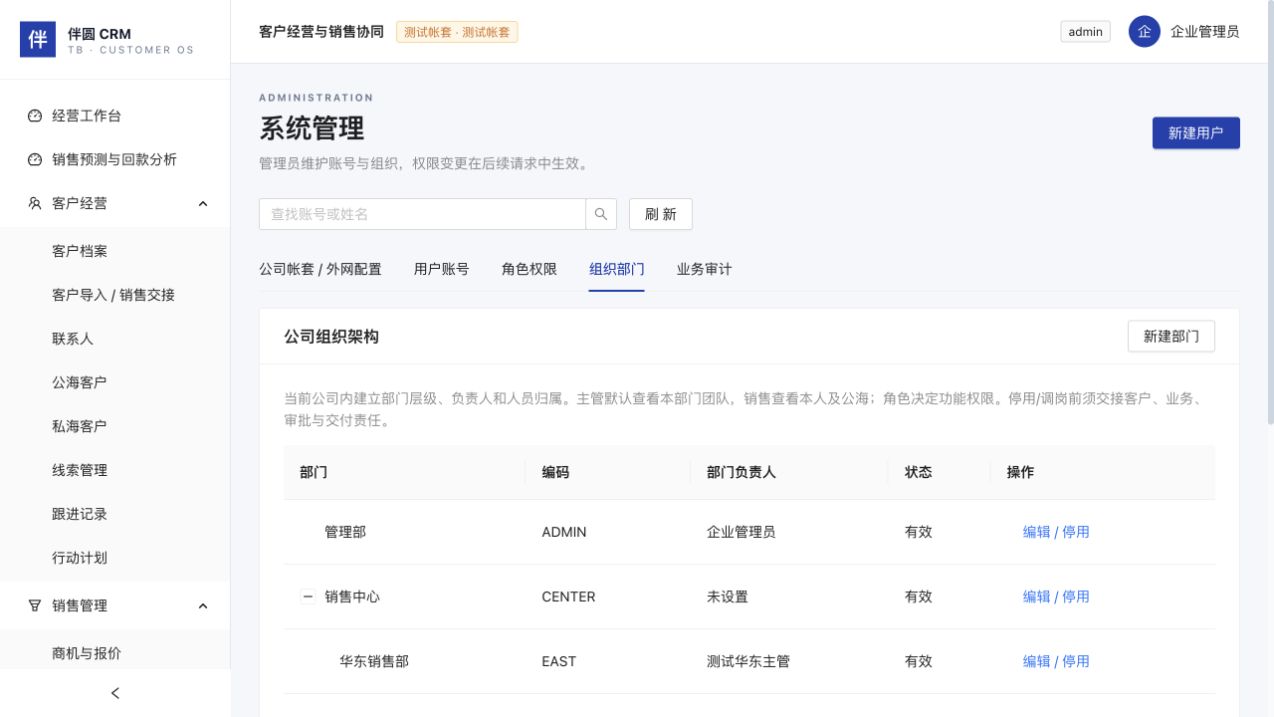 伴
伴圆 CRM
TB · CUSTOMER OS
客户经营与销售协同
测试帐套 · 测试帐套
admin
企
企业管理员
经营工作台
销售预测与回款分析
客户经营
客户档案
客户导入 / 销售交接
联系人
公海客户
私海客户
线索管理
跟进记录
行动计划
销售管理
商机与报价
ADMINISTRATION
系统管理
管理员维护账号与组织，权限变更在后续请求中生效。
新建用户
查找账号或姓名
刷 新
公司帐套 / 外网配置 用户账号 角色权限 组织部门 业务审计
公司组织架构
新建部门
当前公司内建立部门层级、负责人和人员归属。主管默认查看本部门团队，销售查看本人及公海；角色决定功能权限。停用/调岗前须交接客户、业务、
审批与交付责任。
部门 编码 部门负责人 状态 操作
管理部 ADMIN 企业管理员 有效 编辑 / 停用
销售中心 CENTER 未设置 有效 编辑 / 停用
华东销售部 EAST 测试华东主管 有效 编辑 / 停用